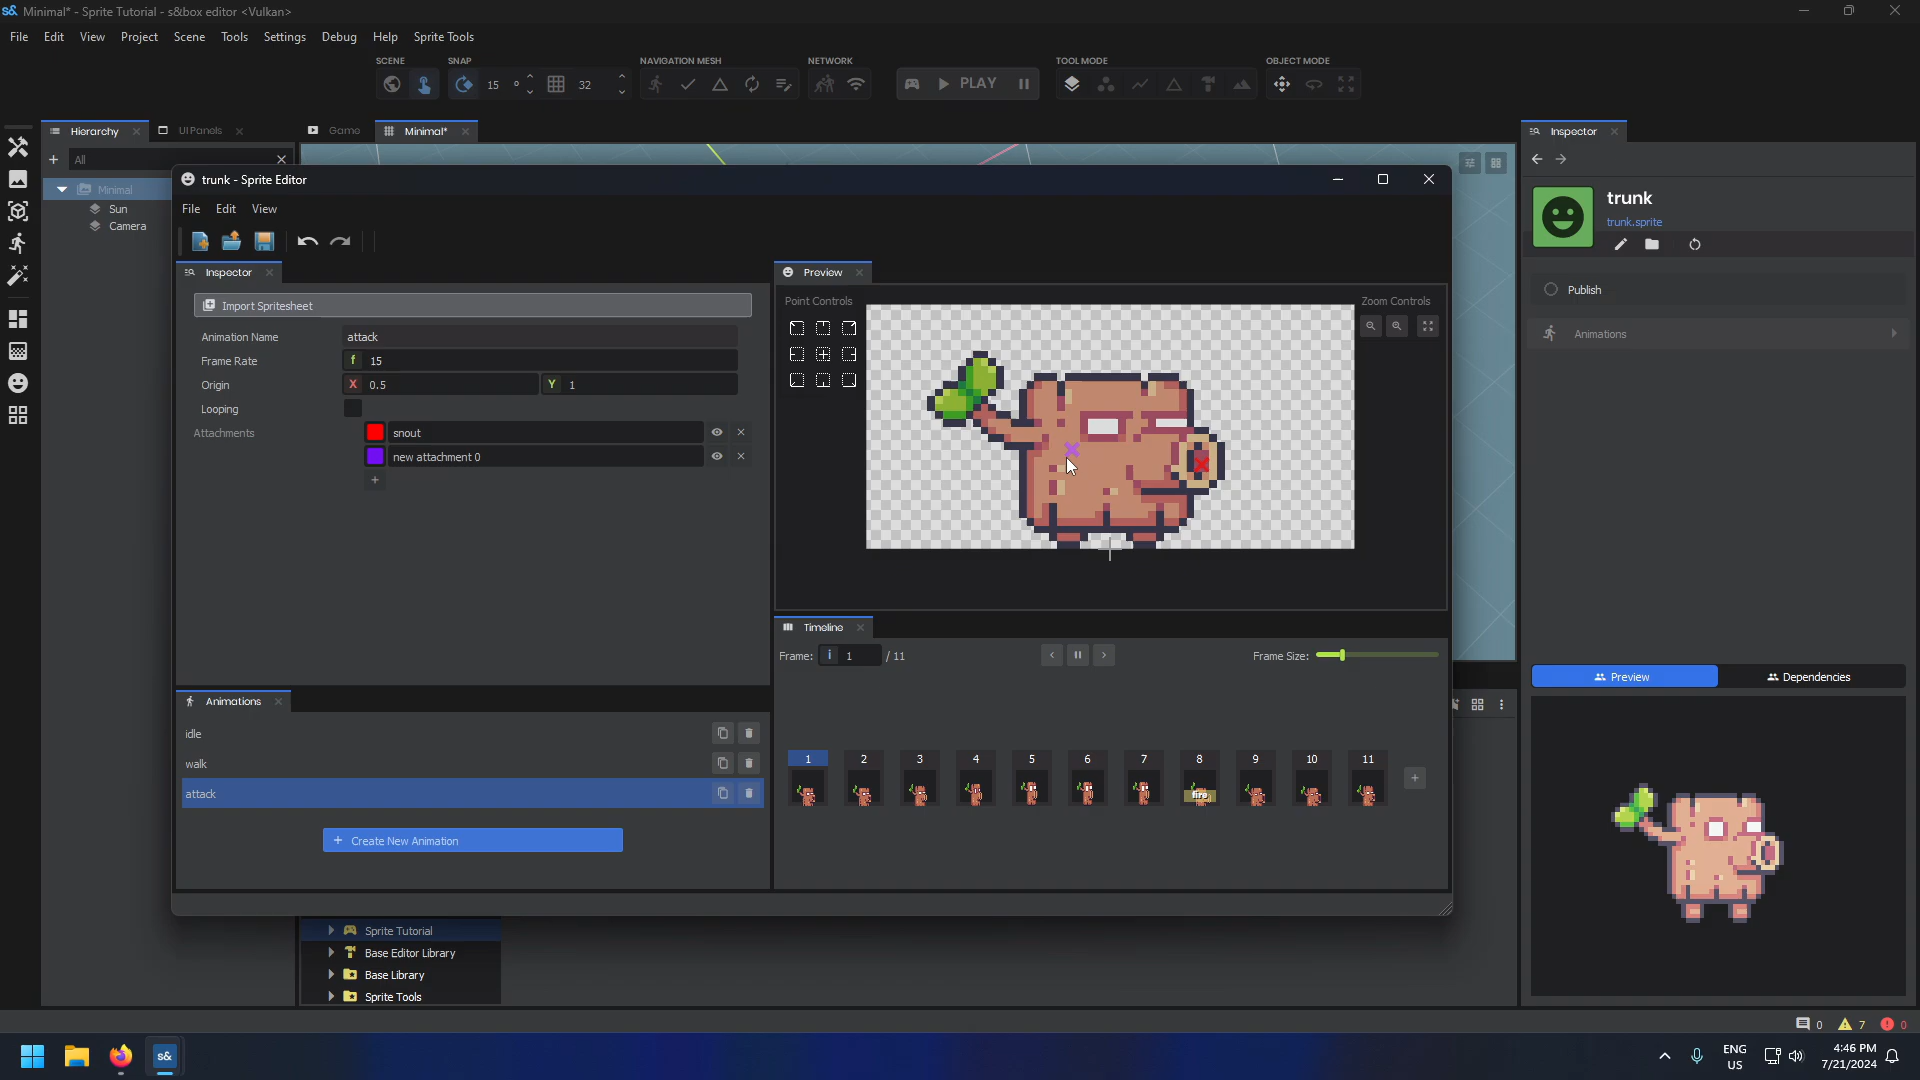 s& Minimal* - Sprite Tutorial - s&box editor <Vulkan>
File Edit View Project Scene Tools Settings Debug Help Sprite Tools
SCENE SNAP NAVIGATION MESH NETWORK TOOL MODE OBJECT MODE
15 ° 32 PLAY
Hierarchy UI Panels Game Minimal* Inspector
All
Minimal
Sun
Camera
trunk - Sprite Editor
File Edit View
Inspector
Import Spritesheet
Animation Name attack
Frame Rate f 15
Origin X 0.5 Y 1
Looping
Attachments snout
new attachment 0
+
Animations
idle
walk
attack
+ Create New Animation
Preview
Point Controls Zoom Controls
Timeline
Frame: i 1 / 11 Frame Size:
1 2 3 4 5 6 7 8 9 10 11
fire
+
Sprite Tutorial
Base Editor Library
Base Library
Sprite Tools
trunk
trunk.sprite
Publish
Animations
Preview Dependencies
0 7 0
s& ENG
US
4:46 PM
7/21/2024